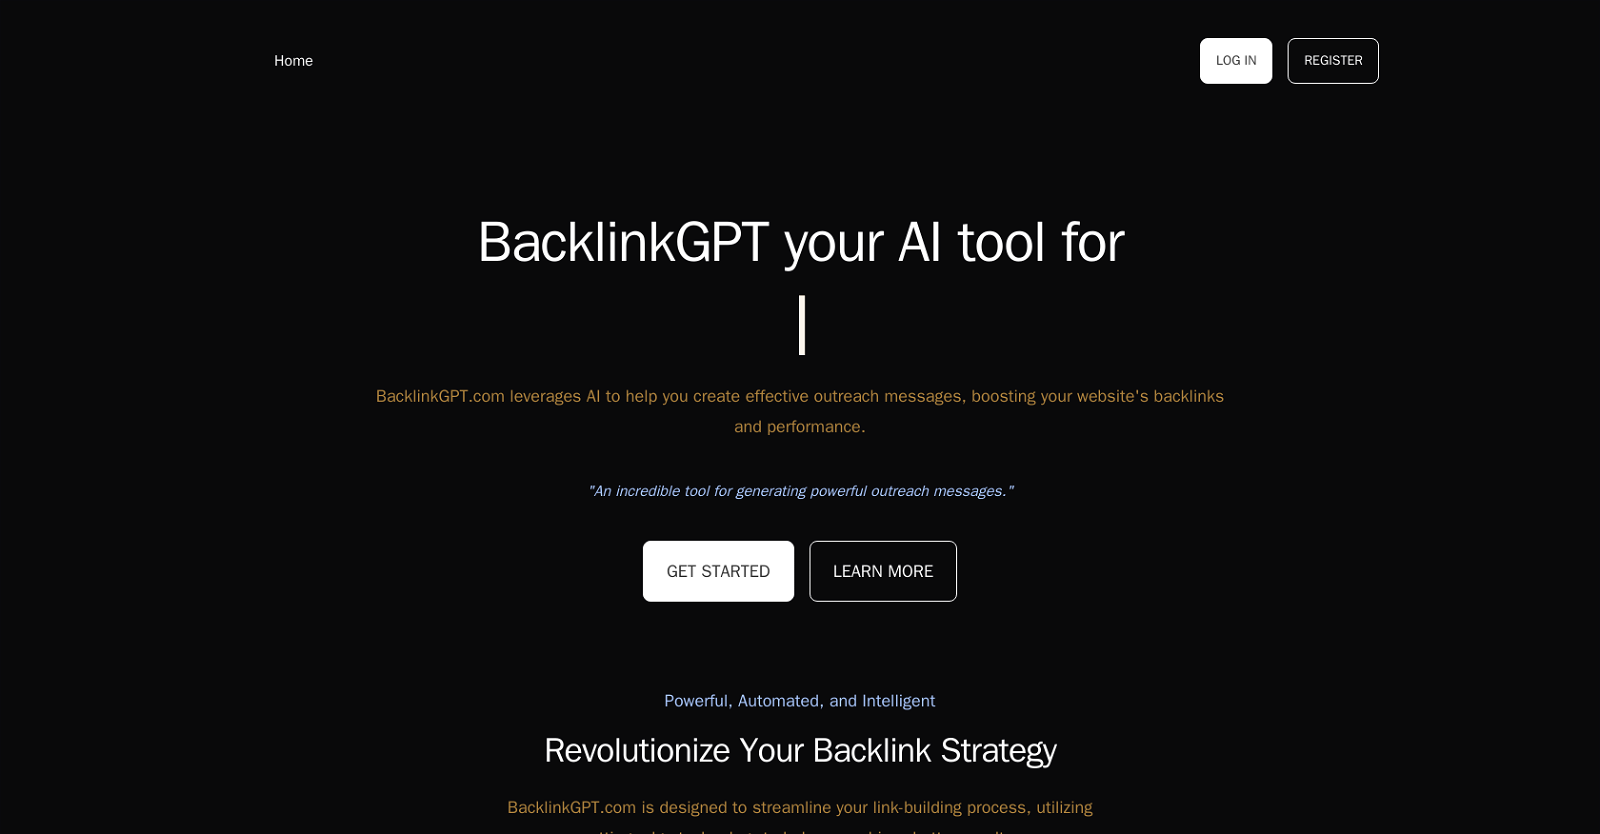 Home
LOG IN
REGISTER
BacklinkGPT your AI tool for
BacklinkGPT.com leverages AI to help you create effective outreach messages, boosting your website's backlinks
and performance.
"An incredible tool for generating powerful outreach messages."
GET STARTED
LEARN MORE
Powerful, Automated, and Intelligent
Revolutionize Your Backlink Strategy
BacklinkGPT.com is designed to streamline your link-building process, utilizing